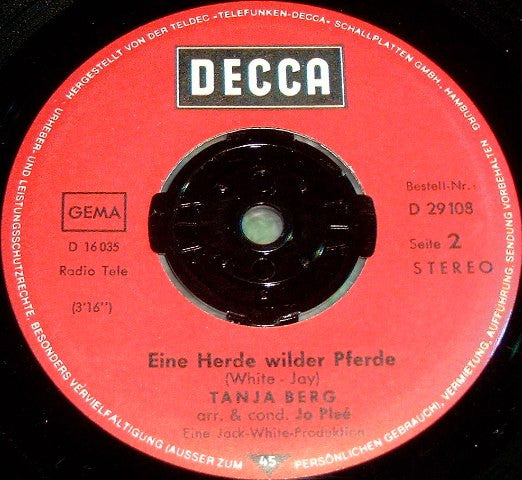 HERGESTELLT VON DER TELDEC »TELEFUNKEN-DECCA« SCHALLPLATTEN GMBH., HAMBURG
DECCA
GEMA
D 16 035
Radio Tele
(3'16")
Bestell-Nr.:
D 29 108
Seite 2
STEREO
Eine Herde wilder Pferde
(White - Jay)
TANJA BERG
arr. & cond. Jo Pleé
Eine Jack-White-Produktion
URHEBER- UND LEISTUNGSSCHUTZRECHTE, BESONDERS VERVIELFÄLTIGUNG (AUSSER ZUM PERSÖNLICHEN GEBRAUCH), VERMIETUNG, AUFFÜHRUNG, SENDUNG VORBEHALTEN
45